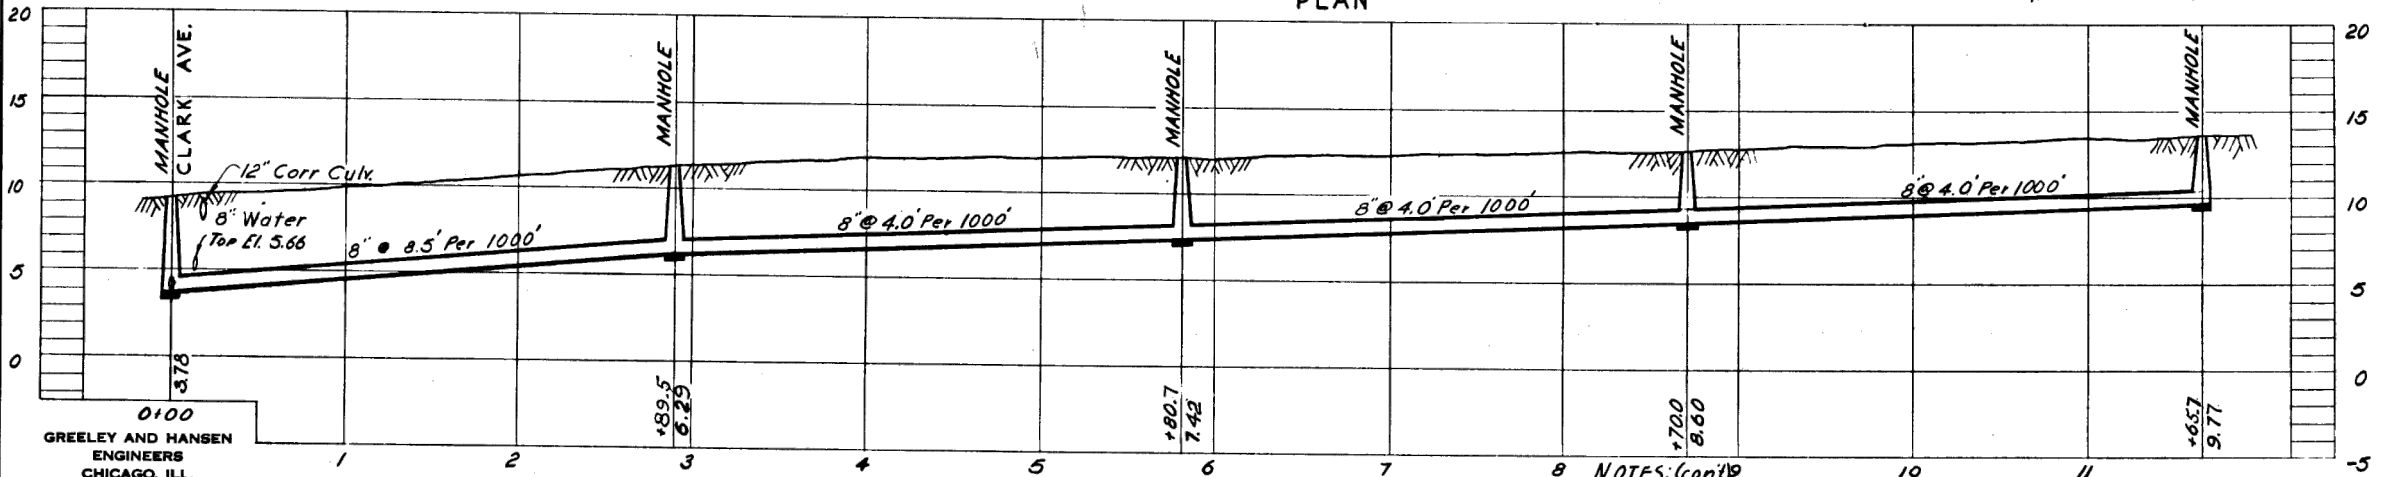 PLAN
20
20
MANHOLE
CLARK AVE.
MANHOLE
MANHOLE
MANHOLE
MANHOLE
15
15
12" Corr Culv.
10
10
8" Water
Top El. 5.66
8" @ 8.5' Per 1000'
8" @ 4.0' Per 1000'
8" @ 4.0' Per 1000'
8" @ 4.0' Per 1000'
5
5
0
0
3.78
+89.5
6.29
+80.7
7.42
+70.0
8.60
+65.7
9.77
0+00
1
2
3
4
5
6
7
8
9
10
11
-5
NOTES: (con't)
GREELEY AND HANSEN
ENGINEERS
CHICAGO, ILL.